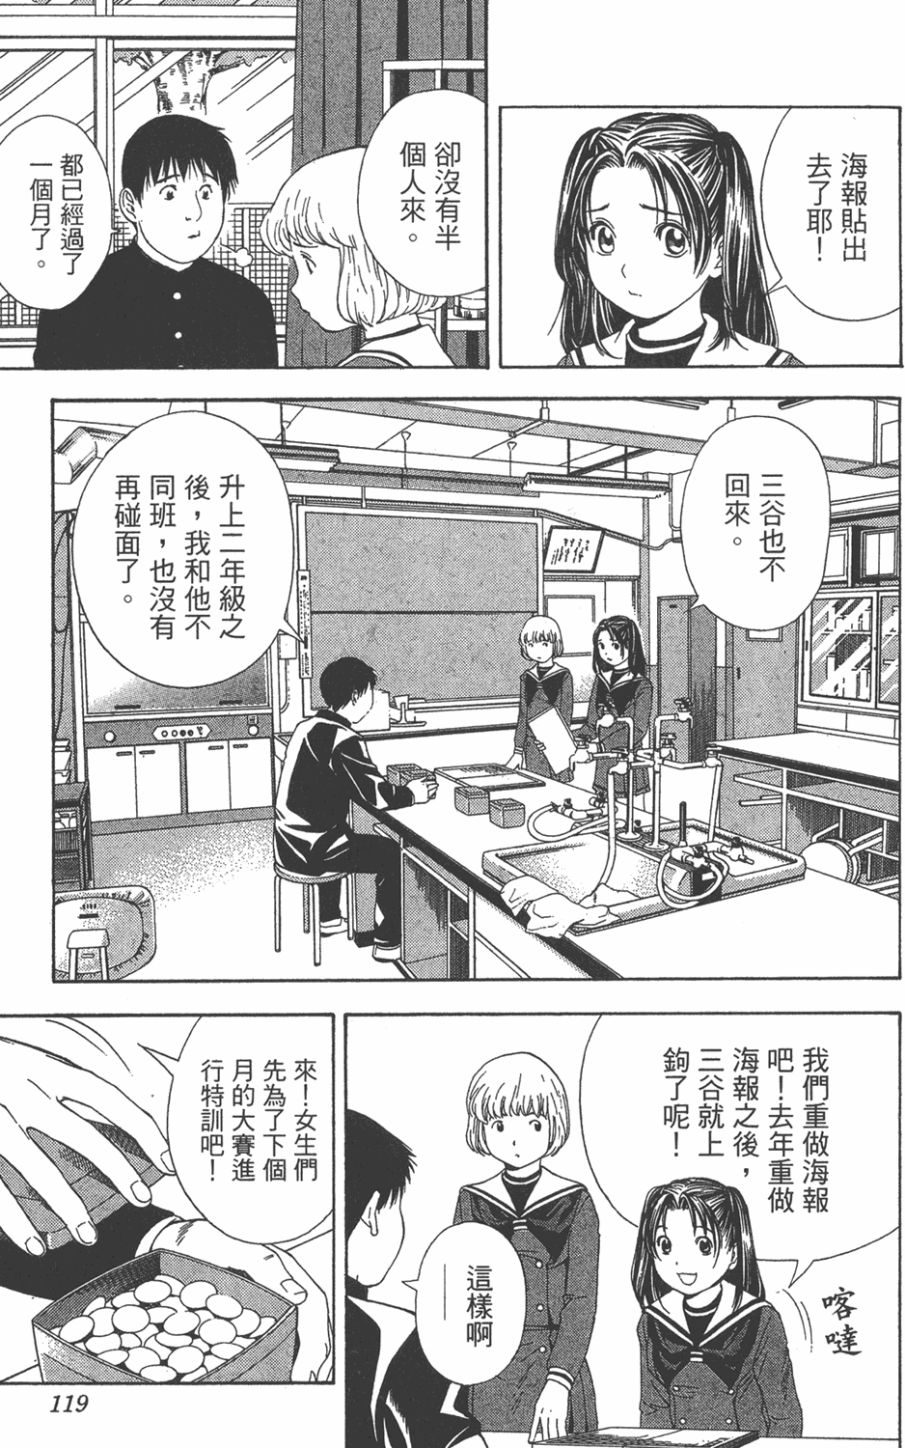 海報貼出
去了耶！
卻沒有半
個人來。
都已經過了
一個月了。
三谷也不
回來。
升上二年級之
後，我和他不
同班，也沒有
再碰面了。
我們重做海報
吧！去年重做
海報之後，
三谷就上
鉤了呢！
喀噠
這樣啊
——
來！女生們
先為了下個
月的大賽進
行特訓吧！
119